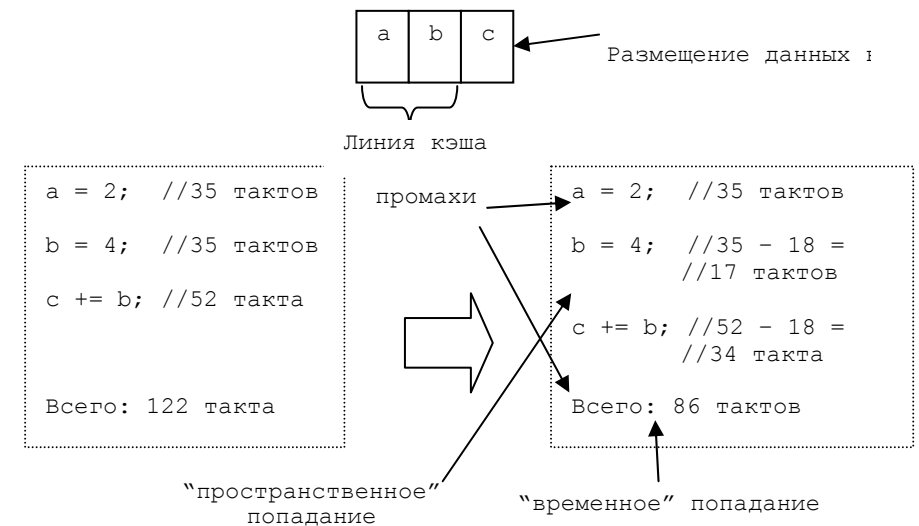 a b c
Размещение данных
Линия кэша
a = 2; //35 тактов
b = 4; //35 тактов
c += b; //52 такта
Всего: 122 такта
промахи
a = 2; //35 тактов
b = 4; //35 – 18 =
//17 тактов
c += b; //52 – 18 =
//34 такта
Всего: 86 тактов
“пространственное”
попадание
“временное” попадание